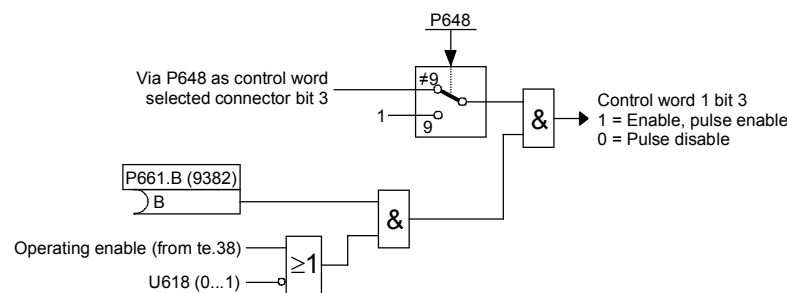 P648
Via P648 as control word
selected connector bit 3
≠9
1
9
&
Control word 1 bit 3
1 = Enable, pulse enable
0 = Pulse disable
P661.B (9382)
B
&
Operating enable (from te.38)
≥1
U618 (0...1)